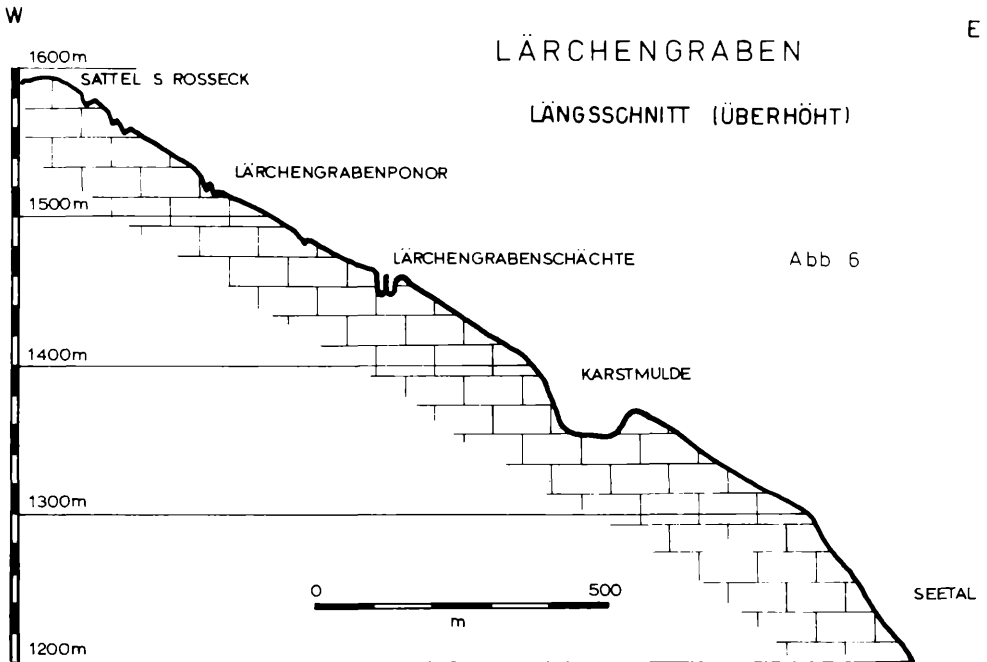 W
E
LÄRCHENGRABEN
LÄNGSSCHNITT (ÜBERHÖHT)
1600m
SATTEL S ROSSECK
LÄRCHENGRABENPONOR
1500m
LÄRCHENGRABENSCHÄCHTE
Abb 6
1400m
KARSTMULDE
1300m
0 500
m
SEETAL
1200m